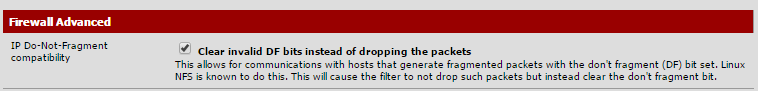 Firewall Advanced
IP Do-Not-Fragment
compatibility
Clear invalid DF bits instead of dropping the packets
This allows for communications with hosts that generate fragmented packets with the don't fragment (DF) bit set. Linux
NFS is known to do this. This will cause the filter to not drop such packets but instead clear the don't fragment bit.